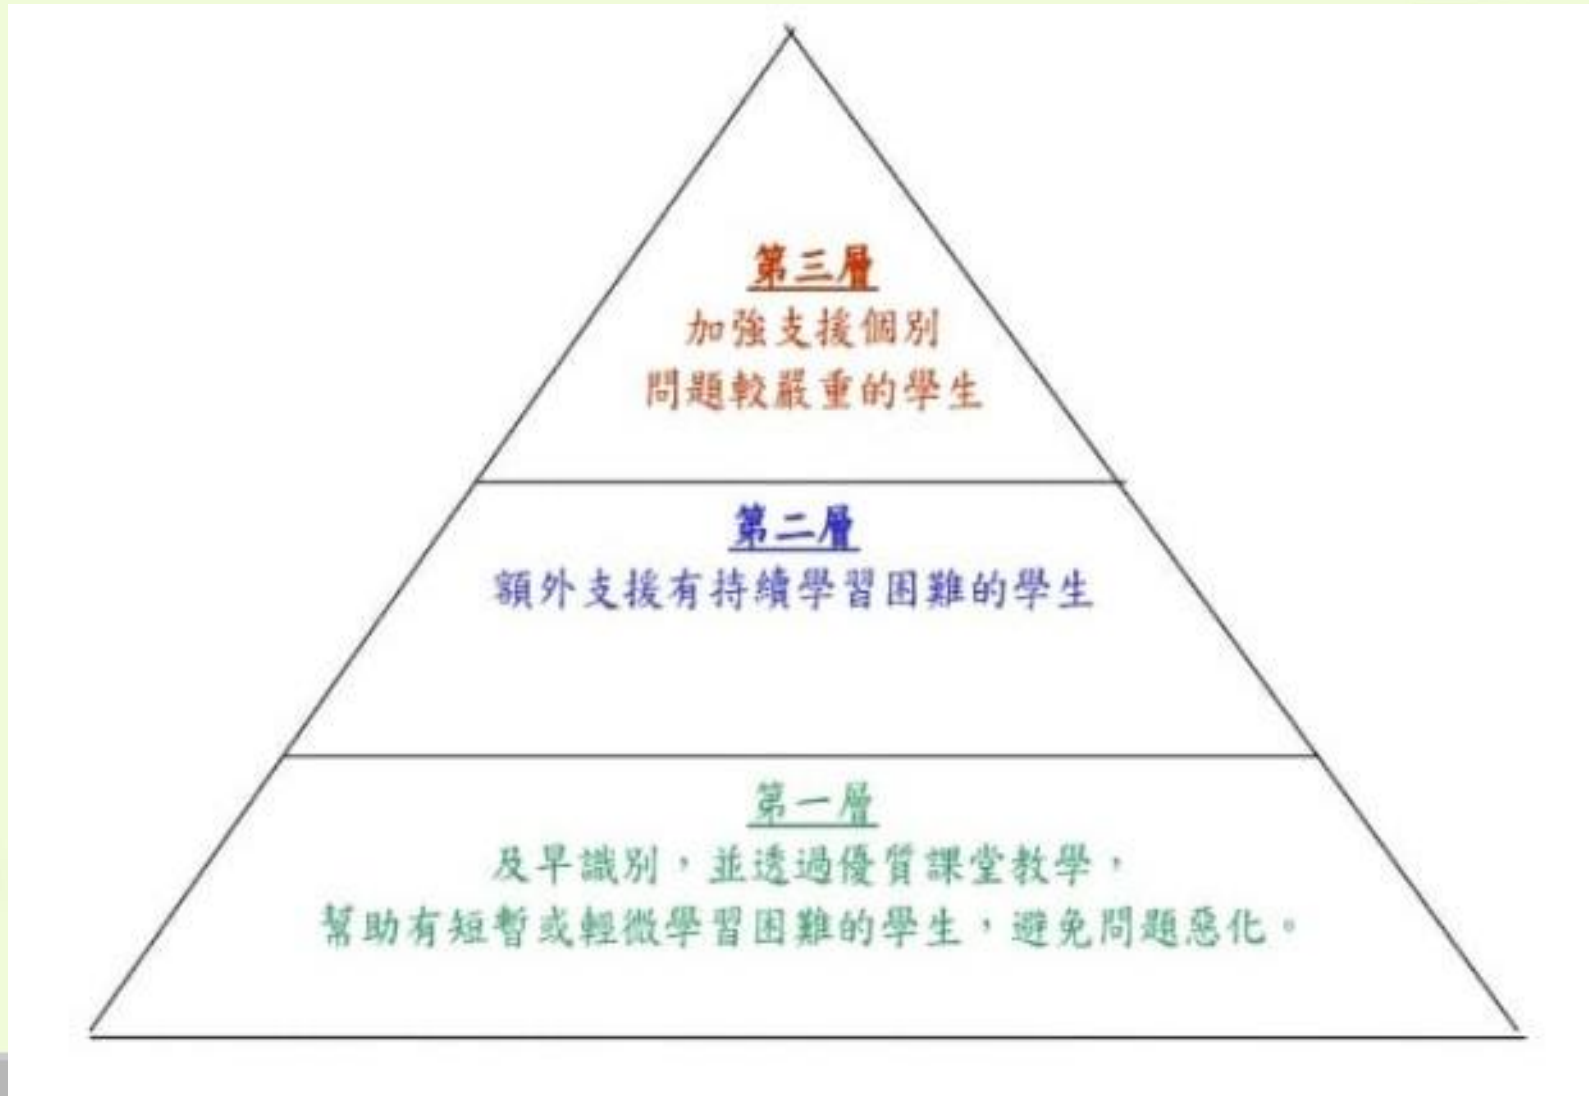 第三層
加強支援個別
問題較嚴重的學生
第二層
額外支援有持續學習困難的學生
第一層
及早識別，並透過優質課堂教學，
幫助有短暫或輕微學習困難的學生，避免問題惡化。